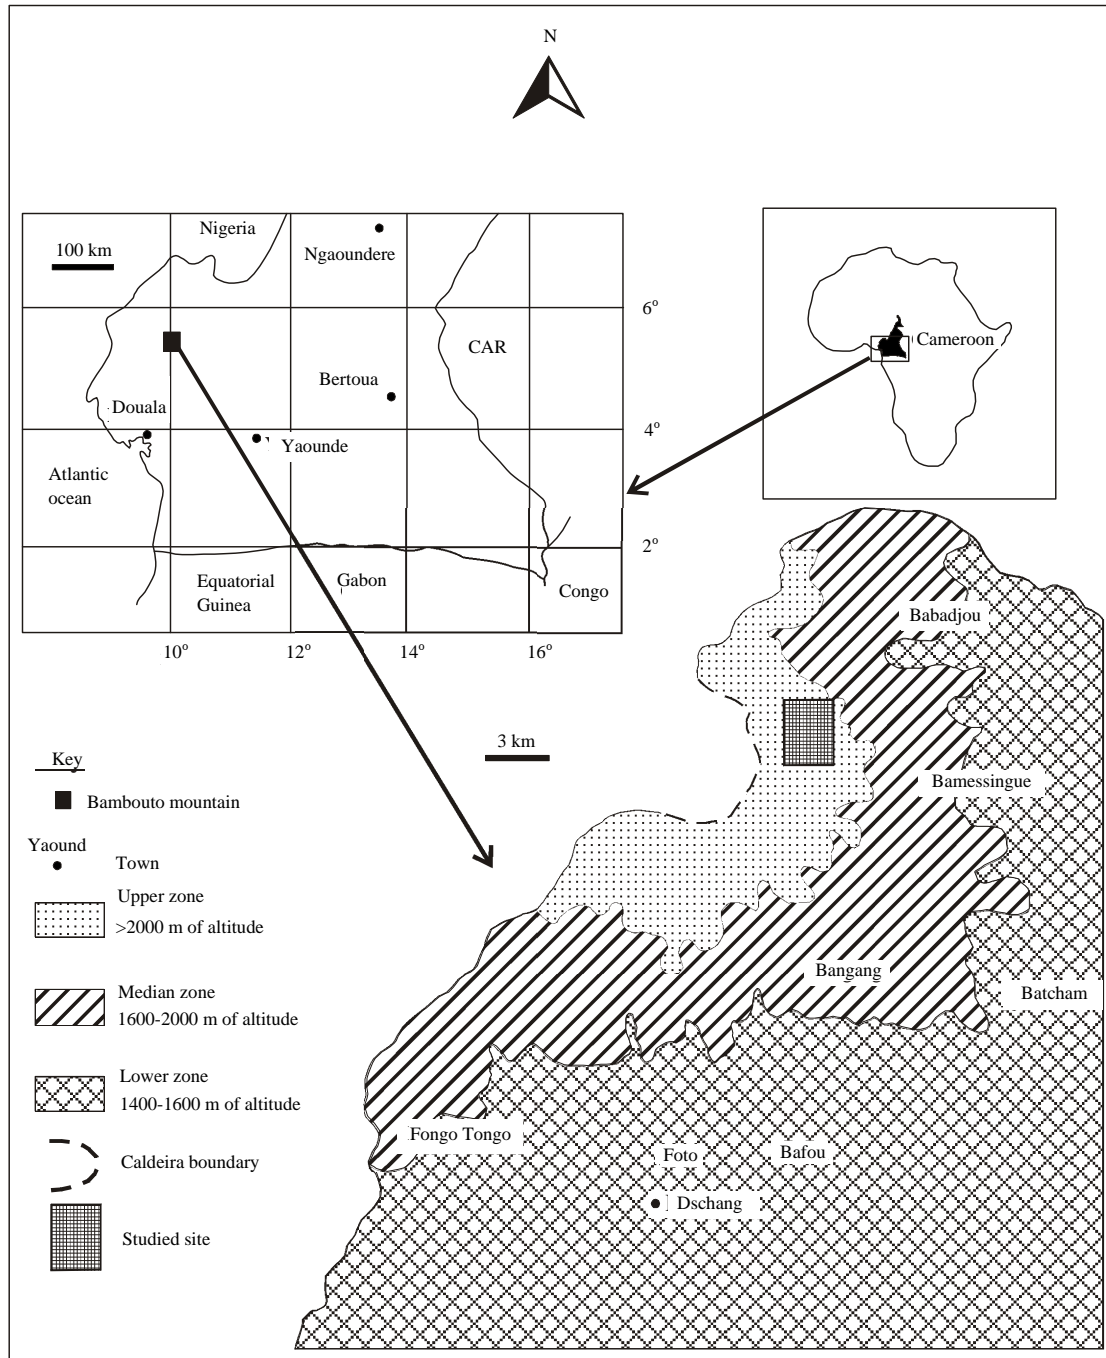 N
Nigeria
100 km
Ngaoundere
6°
CAR
Cameroon
Bertoua
Douala
4°
Yaounde
Atlantic
ocean
2°
Equatorial
Guinea
Gabon
Congo
10°
12°
14°
16°
Babadjou
3 km
Bamessingue
Key
Bambouto mountain
Yaound
Town
Upper zone
>2000 m of altitude
Bangang
Batcham
Median zone
1600-2000 m of altitude
Lower zone
1400-1600 m of altitude
Fongo Tongo
Foto
Bafou
Caldeira boundary
Dschang
Studied site